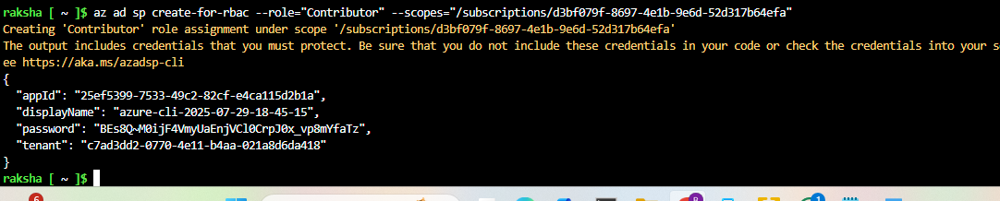 raksha [ ~ ]$ az ad sp create-for-rbac --role="Contributor" --scopes="/subscriptions/d3bf079f-8697-4e1b-9e6d-52d317b64efa"
Creating 'Contributor' role assignment under scope '/subscriptions/d3bf079f-8697-4e1b-9e6d-52d317b64efa'
The output includes credentials that you must protect. Be sure that you do not include these credentials in your code or check the credentials into your s
ee https://aka.ms/azadsp-cli
{
  "appId": "25ef5399-7533-49c2-82cf-e4ca115d2b1a",
  "displayName": "azure-cli-2025-07-29-18-45-15",
  "password": "BEs8Q~M0ijF4VmyUaEnjVCl0CrpJ0x_vp8mYfaTz",
  "tenant": "c7ad3dd2-0770-4e11-b4aa-021a8d6da418"
}
raksha [ ~ ]$
6
8
1